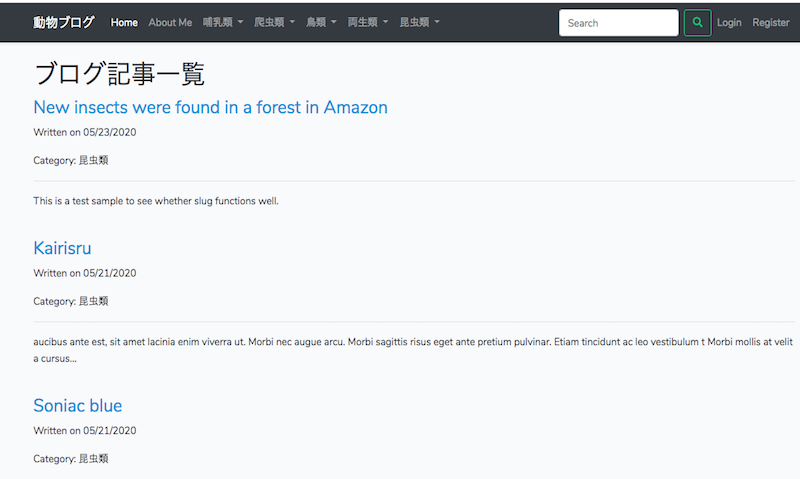 動物ブログ Home About Me 哺乳類 爬虫類 鳥類 両生類 昆虫類 Search Login Register
ブログ記事一覧
New insects were found in a forest in Amazon
Written on 05/23/2020
Category: 昆虫類
This is a test sample to see whether slug functions well.
Kairisru
Written on 05/21/2020
Category: 昆虫類
aucibus ante est, sit amet lacinia enim viverra ut. Morbi nec augue arcu. Morbi sagittis risus eget ante pretium pulvinar. Etiam tincidunt ac leo vestibulum t Morbi mollis at velit
a cursus...
Soniac blue
Written on 05/21/2020
Category: 昆虫類